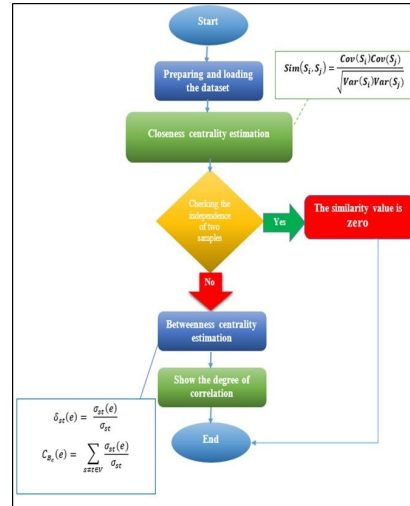 Start
Preparing and loading
the dataset
Sim(S_i.S_j) = Cov(S_i)Cov(S_j) / √Var(S_i)Var(S_j)
Closeness centrality estimation
Checking the
independence
of two
samples
Yes
The similarity value is
zero
No
Betweenness centrality
estimation
Show the degree of
correlation
δ_st(e) = σ_st(e) / σ_st
C_{B_e}(e) = ∑_{s≠t∈V} σ_st(e) / σ_st
End